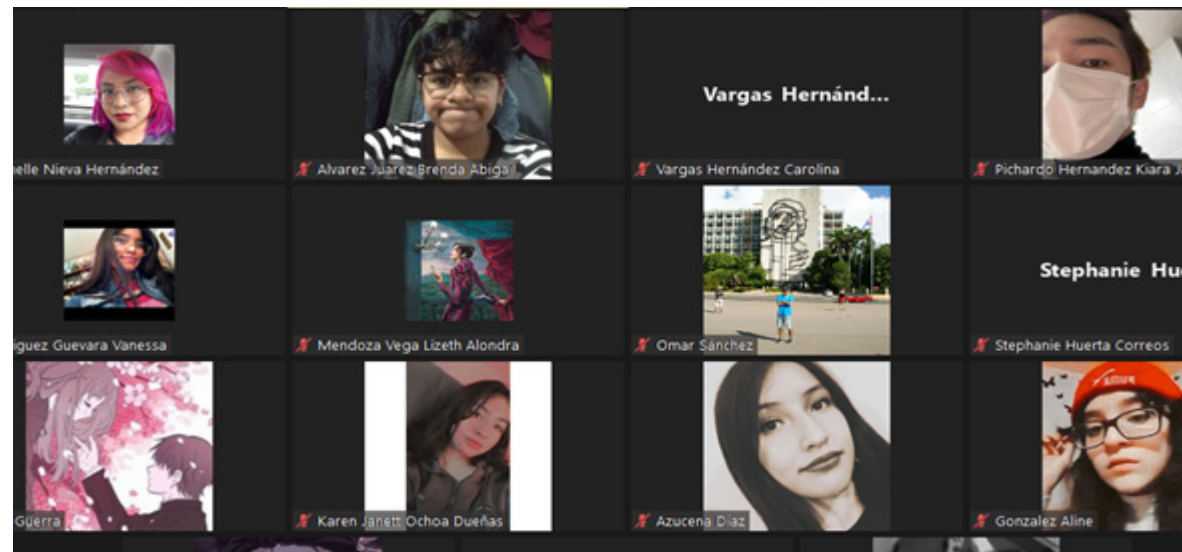 Vargas Hernánd...
elle Nieva Hernández
Alvarez Juarez Brenda Abiga
Vargas Hernández Carolina
Pichardo Hernandez Kiara J
Stephanie Hu
iguez Guevara Vanessa
Mendoza Vega Lizeth Alondra
Omar Sánchez
Stephanie Huerta Correos
Guerra
Karen Janett Ochoa Dueñas
Azucena Díaz
Gonzalez Aline